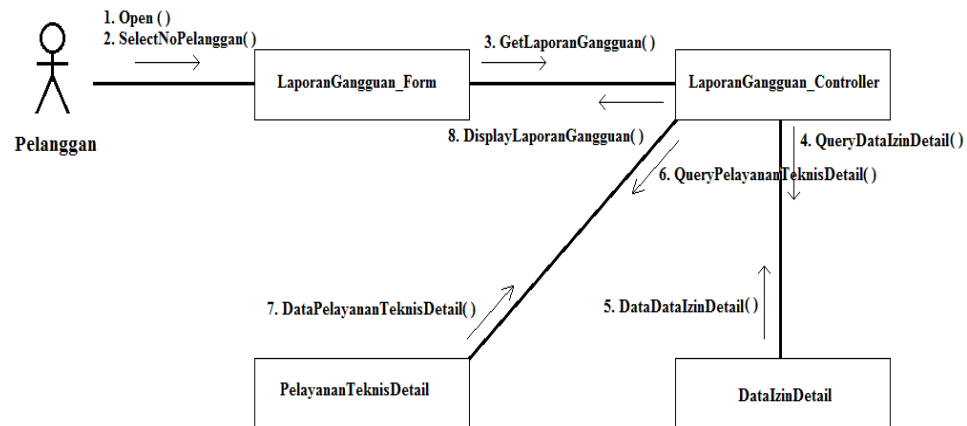 1. Open ( )
2. SelectNoPelanggan( )
3. GetLaporanGangguan( )
LaporanGangguan_Form
LaporanGangguan_Controller
Pelanggan
8. DisplayLaporanGangguan( )
4. QueryDataIzinDetail( )
6. QueryPelayananTeknisDetail( )
7. DataPelayananTeknisDetail( )
5. DataDataIzinDetail( )
PelayananTeknisDetail
DataIzinDetail